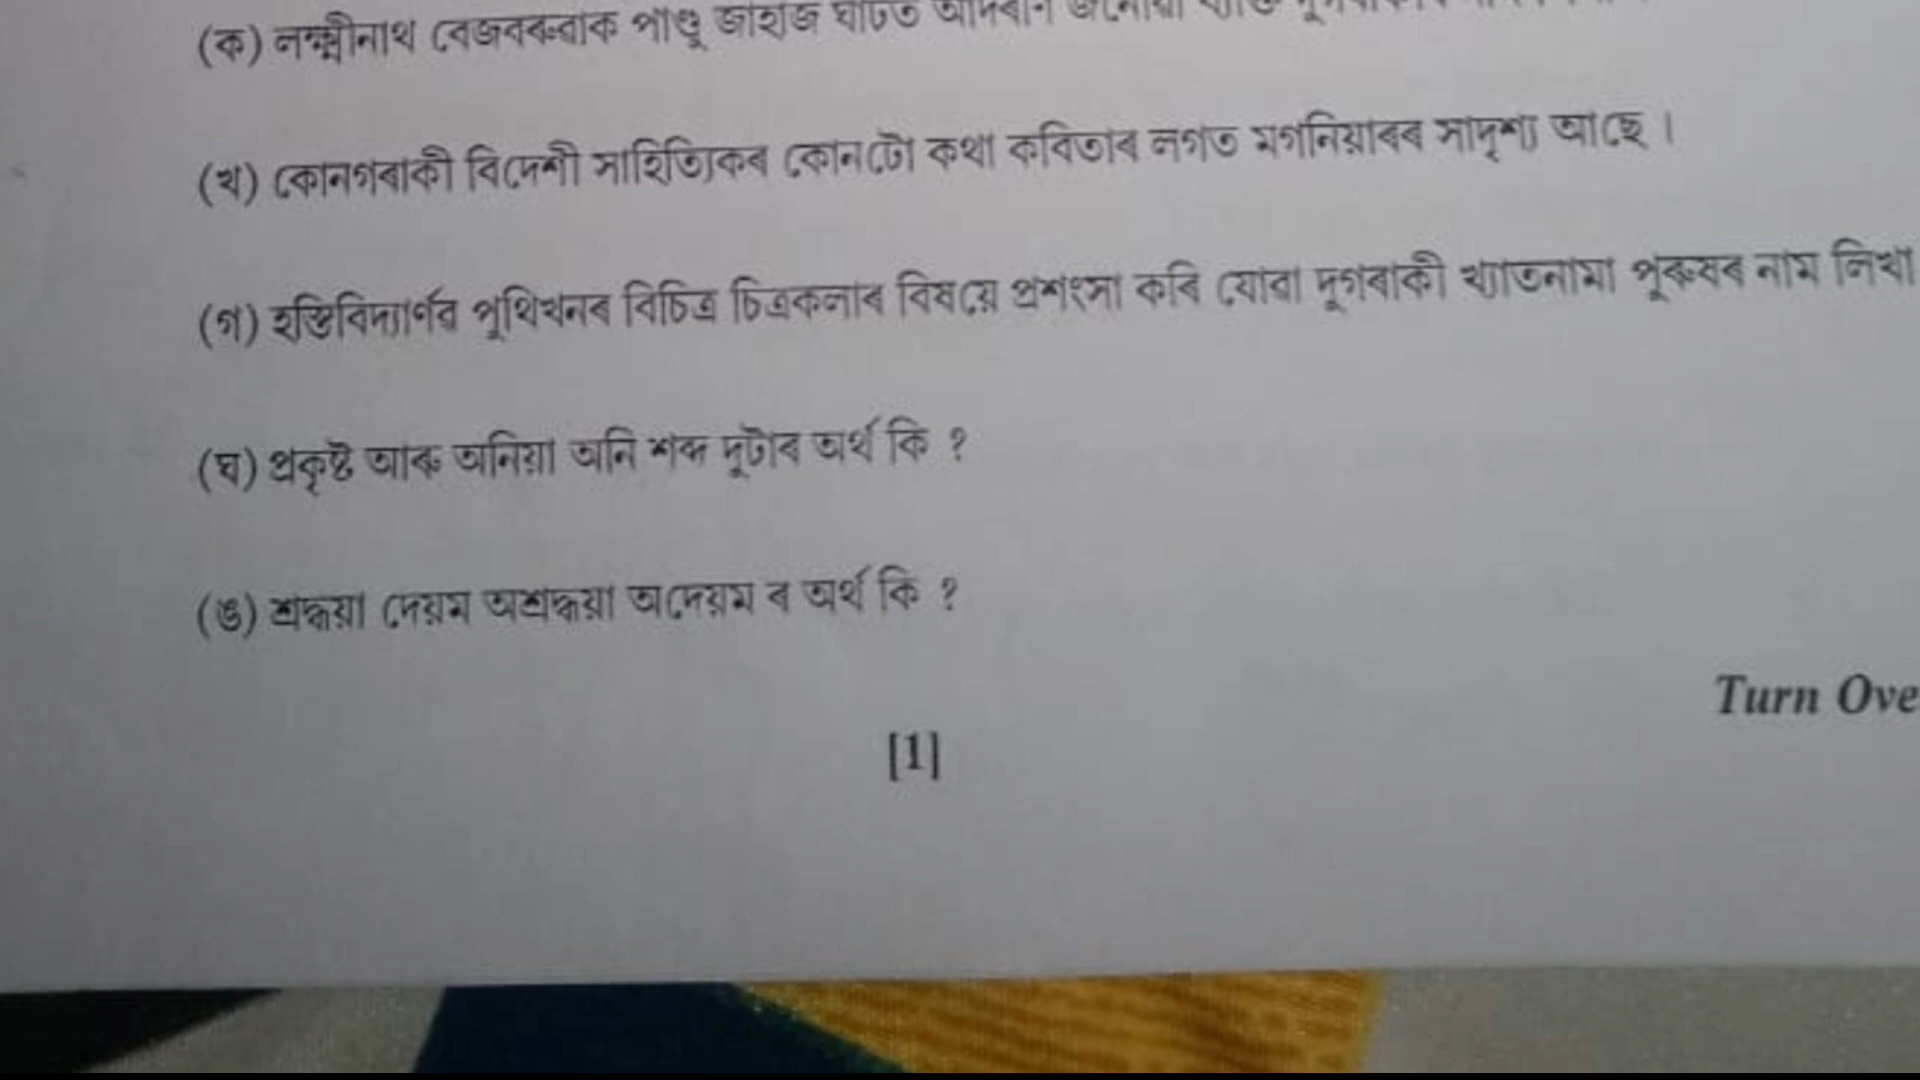 (ক) লক্ষ্মীনাথ বেজবৰুৱাক পাণ্ডু জাহাজ ঘাটত আদৰণি জনোৱা
(খ) কোনগৰাকী বিদেশী সাহিত্যিকৰ কোনটো কথা কবিতাৰ লগত মগনিয়াৰৰ সাদৃশ্য আছে ।
(গ) হস্তিবিদ্যাৰ্ণৱ পুথিখনৰ বিচিত্ৰ চিত্ৰকলাৰ বিষয়ে প্ৰশংসা কৰি যোৱা দুগৰাকী খ্যাতনামা পুৰুষৰ নাম লিখা
(ঘ) প্ৰকৃষ্ট আৰু অনিয়া অনি শব্দ দুটাৰ অৰ্থ কি ?
(ঙ) শ্ৰদ্ধয়া দেয়ম অশ্ৰদ্ধয়া অদেয়ম ৰ অৰ্থ কি ?
Turn Ove
[1]